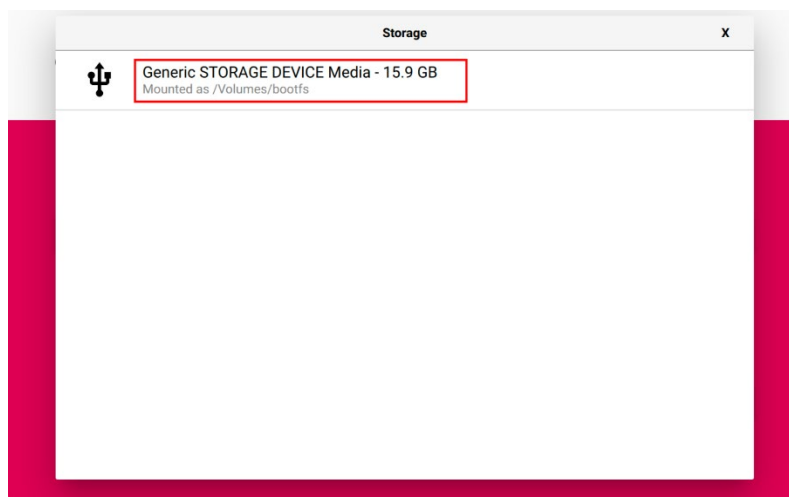 Storage
X
Generic STORAGE DEVICE Media - 15.9 GB
Mounted as /Volumes/bootfs